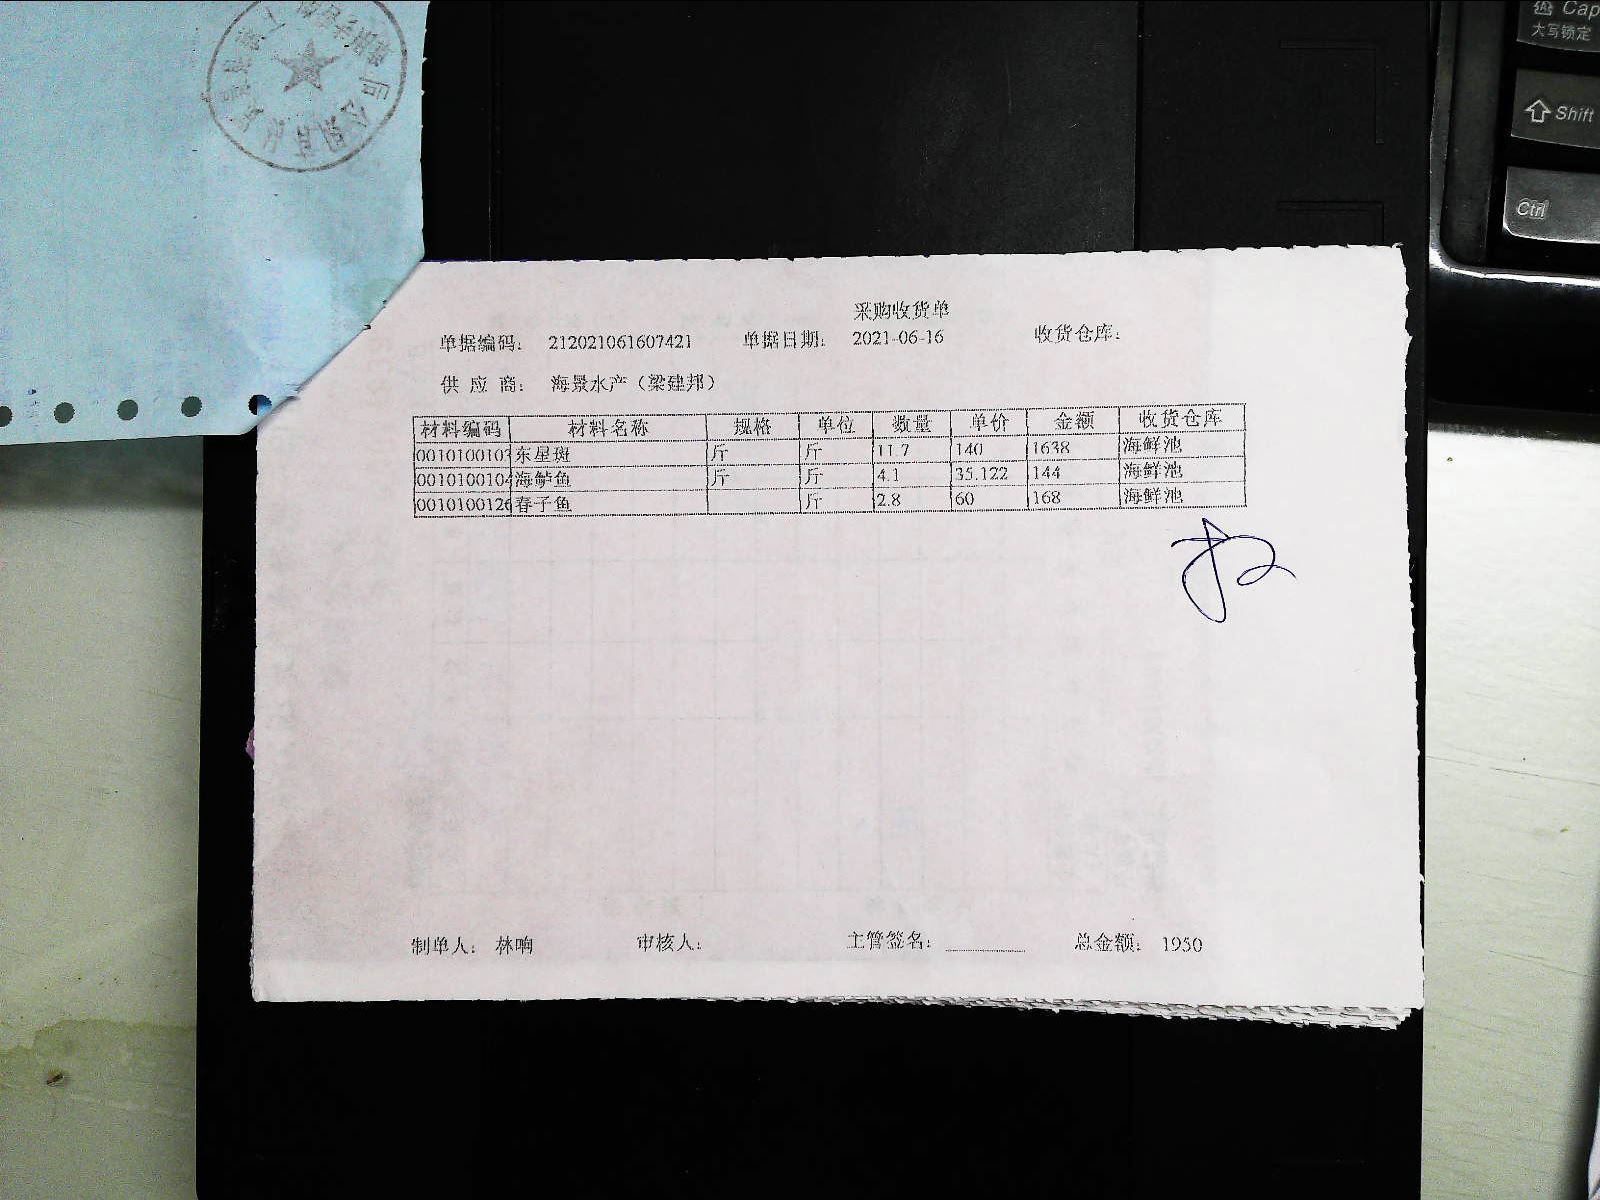 Cap
大写锁定
Shift
Ctrl
采购收货单
单据编码: 212021061607421 单据日期: 2021-06-16 收货仓库:
供 应 商: 海景水产（梁建邦）
材料编码 材料名称 规格 单位 数量 单价 金额 收货仓库
0010100103 东星斑 斤 斤 11.7 140 1638 海鲜池
0010100104 海鲈鱼 斤 斤 4.1 35.122 144 海鲜池
0010100126 春子鱼 斤 2.8 60 168 海鲜池
制单人: 林响 审核人: 主管签名: 总金额: 1950